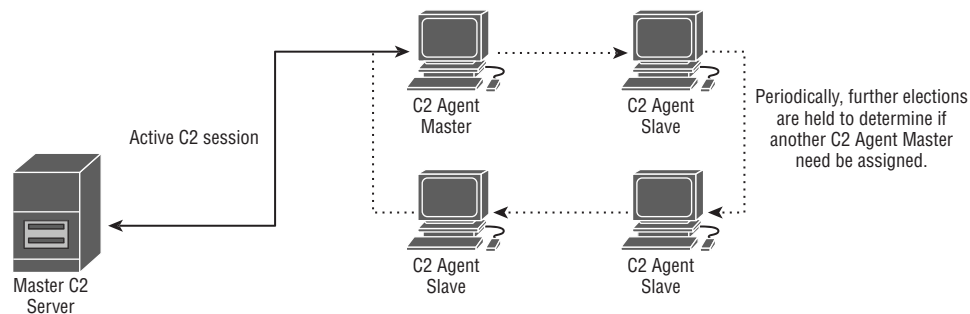 C2 Agent
Master
C2 Agent
Slave
Periodically, further elections
are held to determine if
another C2 Agent Master
need be assigned.
Active C2 session
Master C2
Server
C2 Agent
Slave
C2 Agent
Slave